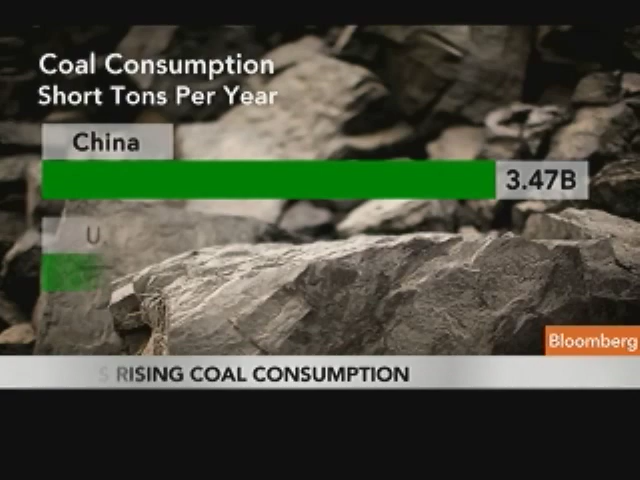 Coal Consumption
Short Tons Per Year
China
3.47B
U.
Bloomberg
S RISING COAL CONSUMPTION